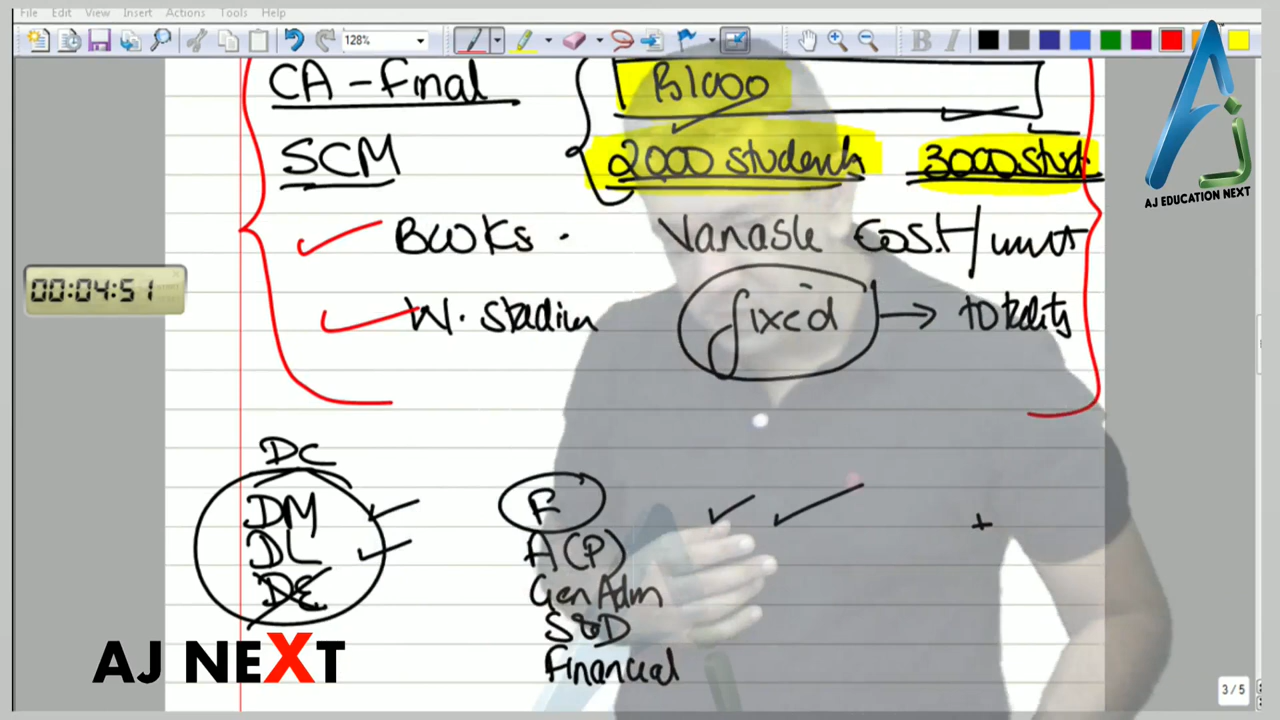 File Edit View Insert Actions Tools Help
128%
B I
CA - Final B1000
SCM 2000 students 3000 stud
Books. Variable cost/unit
00:04:51
W. Stadium fixed → totality
DC
DM F +
DL A(P)
DE Gen Adm
S&D
Financial
AJ EDUCATION NEXT
AJ NEXT
3/5